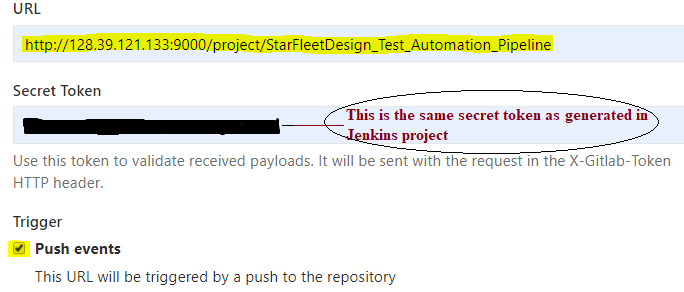 URL
http://128.39.121.133:9000/project/StarFleetDesign_Test_Automation_Pipeline
Secret Token
This is the same secret token as generated in
Jenkins project
Use this token to validate received payloads. It will be sent with the request in the X-Gitlab-Token
HTTP header.
Trigger
Push events
This URL will be triggered by a push to the repository